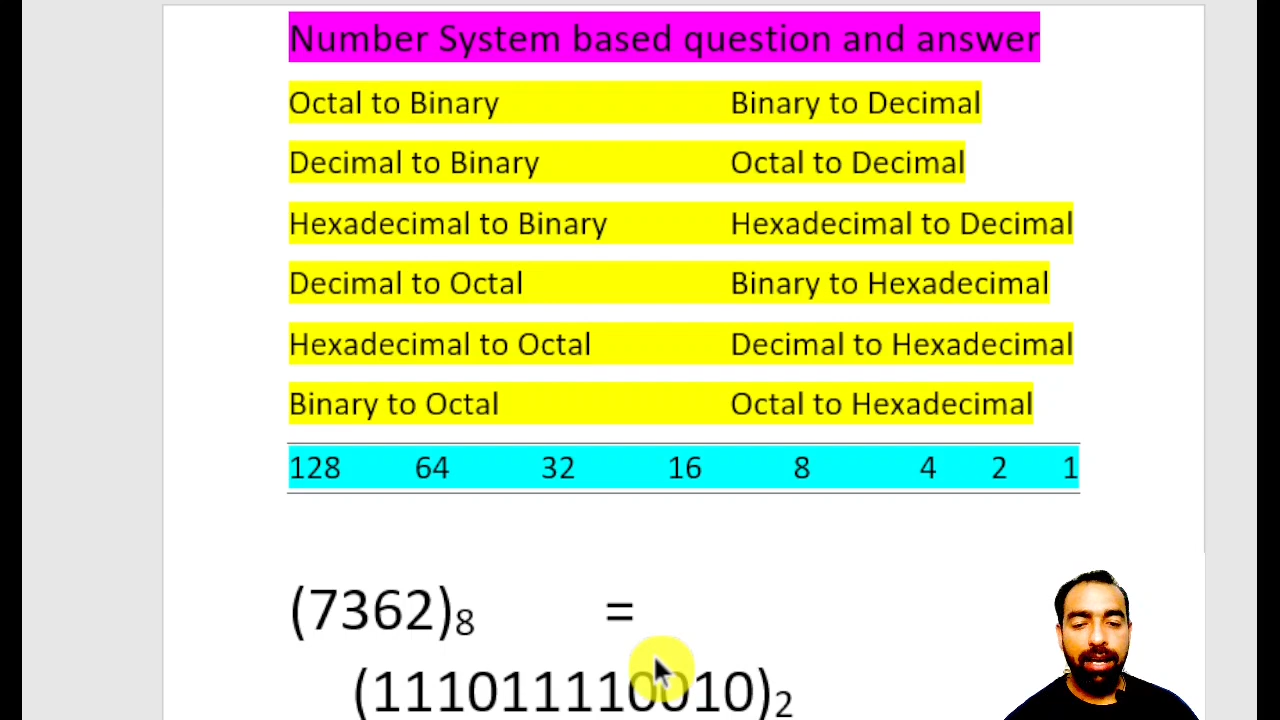 Number System based question and answer
Octal to Binary Binary to Decimal
Decimal to Binary Octal to Decimal
Hexadecimal to Binary Hexadecimal to Decimal
Decimal to Octal Binary to Hexadecimal
Hexadecimal to Octal Decimal to Hexadecimal
Binary to Octal Octal to Hexadecimal
128 64 32 16 8 4 2 1
(7362)8 =
(111011110010)2